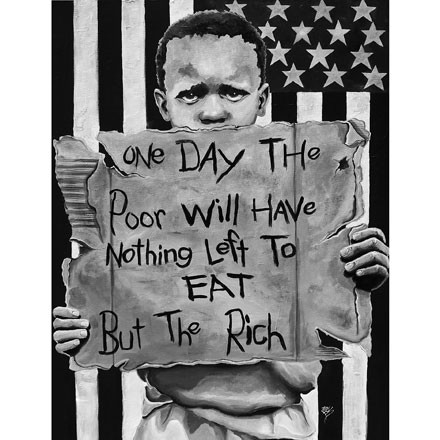 ONE DAY THE
Poor Will HAVE
Nothing Left To
EAT
But The Rich